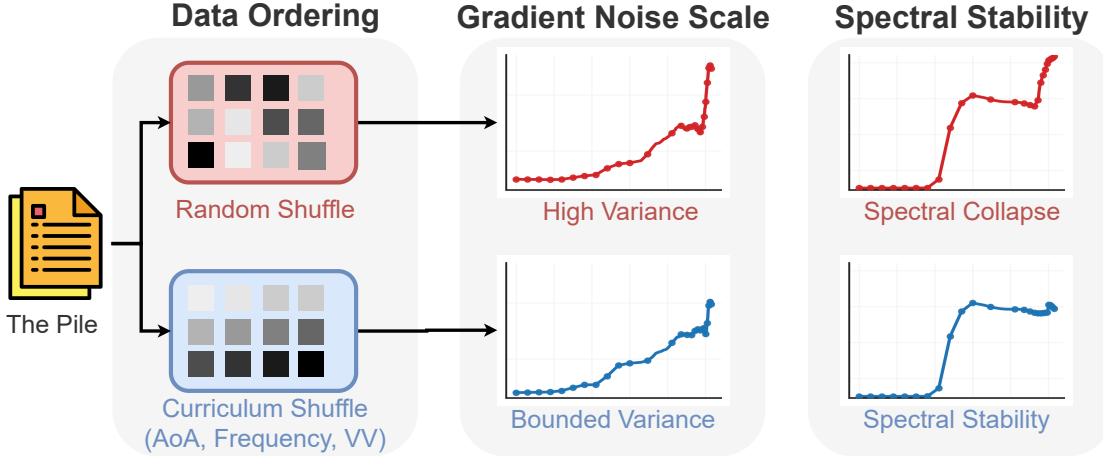 Data Ordering
Gradient Noise Scale
Spectral Stability
Random Shuffle
High Variance
Spectral Collapse
The Pile
Curriculum Shuffle
(AoA, Frequency, VV)
Bounded Variance
Spectral Stability